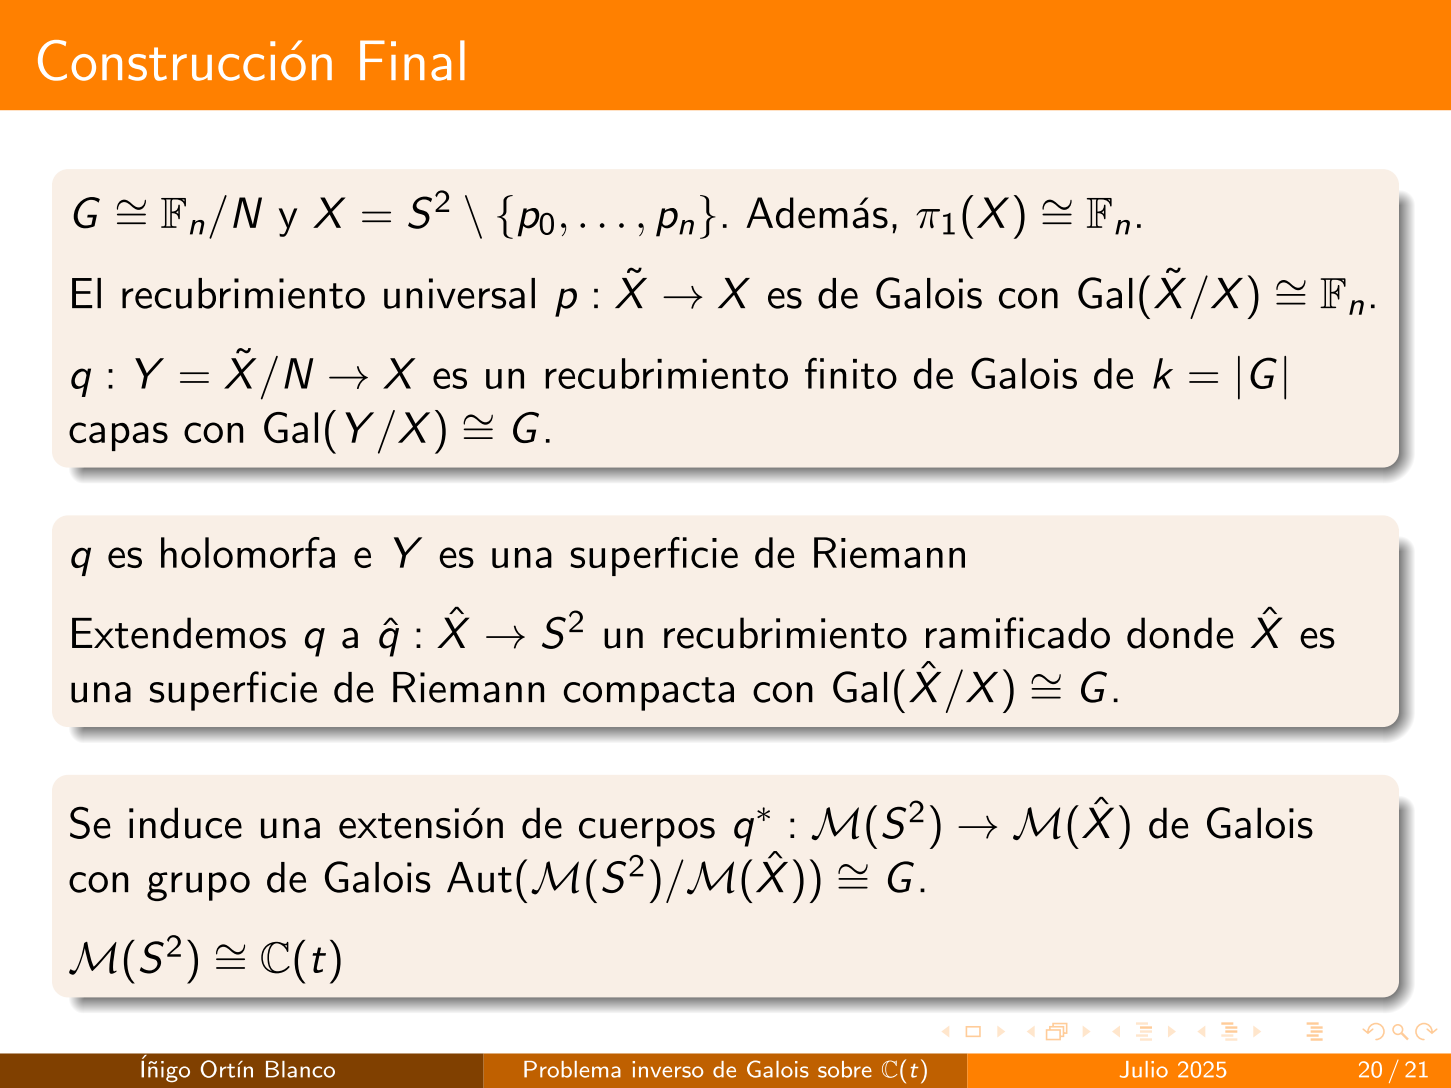 Construcción Final
G ≅ 𝔽ₙ/N y X = S² \ {p₀, . . . , pₙ}. Además, π₁(X) ≅ 𝔽ₙ.
El recubrimiento universal p : X̃ → X es de Galois con Gal(X̃/X) ≅ 𝔽ₙ.
q : Y = X̃/N → X es un recubrimiento finito de Galois de k = |G|
capas con Gal(Y/X) ≅ G.
q es holomorfa e Y es una superficie de Riemann
Extendemos q a q̂ : X̂ → S² un recubrimiento ramificado donde X̂ es
una superficie de Riemann compacta con Gal(X̂/X) ≅ G.
Se induce una extensión de cuerpos q* : ℳ(S²) → ℳ(X̂) de Galois
con grupo de Galois Aut(ℳ(S²)/ℳ(X̂)) ≅ G.
ℳ(S²) ≅ ℂ(t)
Íñigo Ortín Blanco
Problema inverso de Galois sobre ℂ(t)
Julio 2025
20 / 21